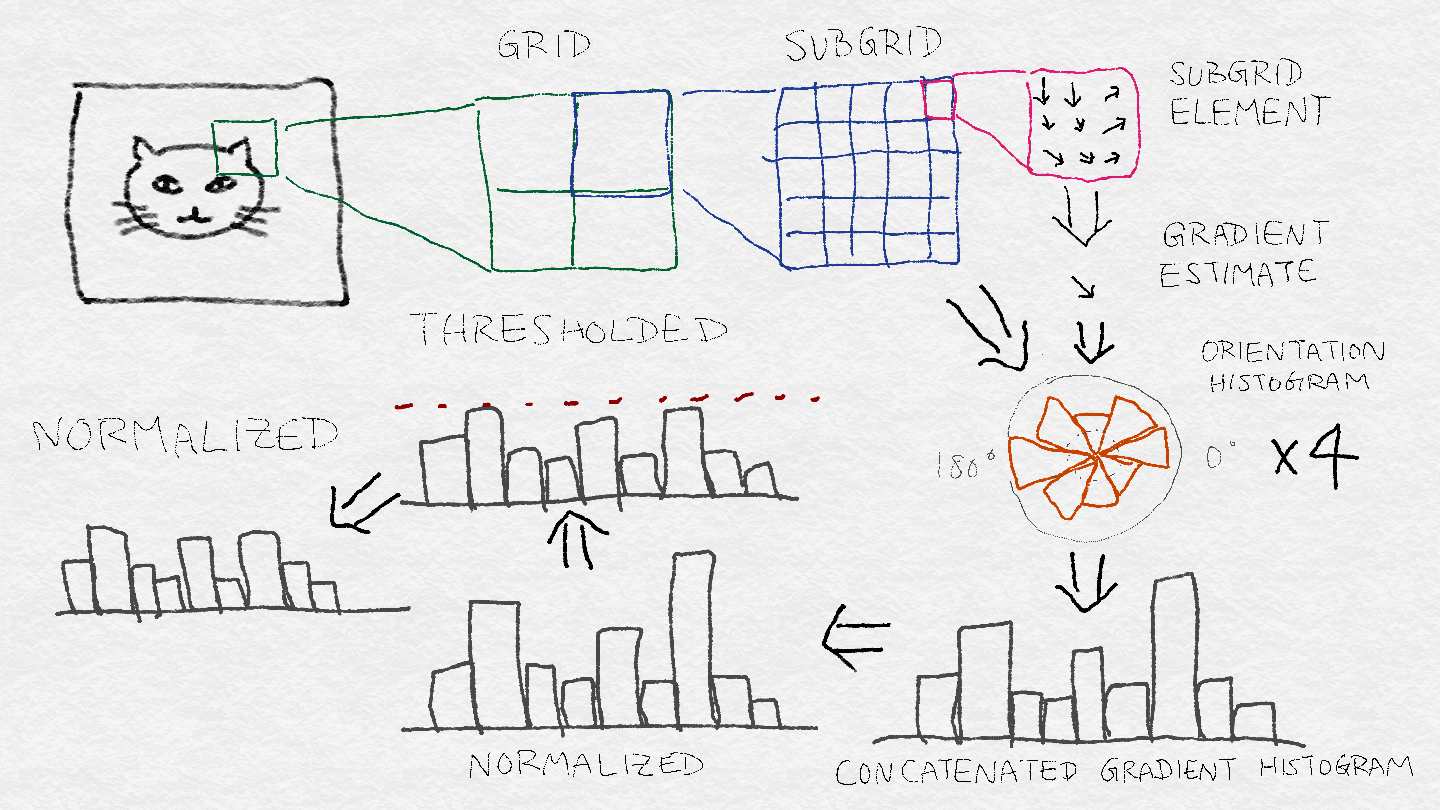 GRID
SUBGRID
SUBGRID
ELEMENT
GRADIENT
ESTIMATE
THRESHOLDED
ORIENTATION
HISTOGRAM
NORMALIZED
180°
0°
x4
NORMALIZED
CONCATENATED GRADIENT HISTOGRAM